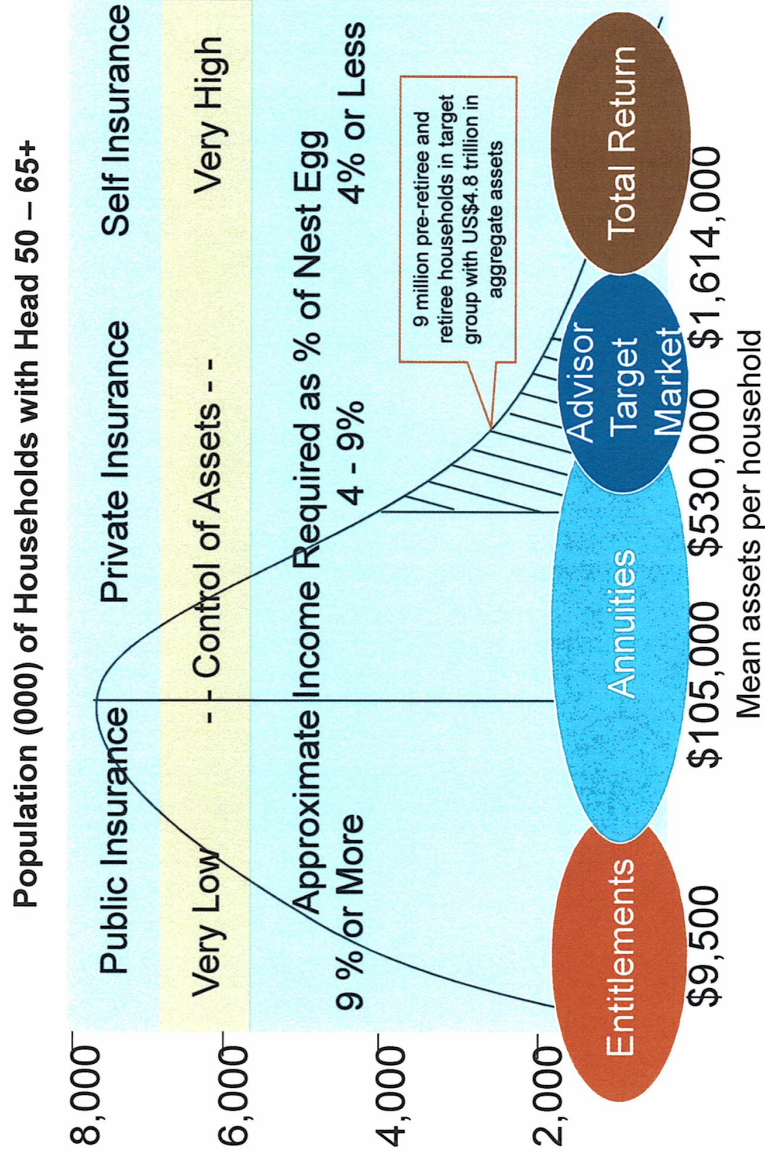 Population (000) of Households with Head 50 – 65+
8,000
6,000
4,000
2,000
Public Insurance
Private Insurance
Self Insurance
Very Low
- - Control of Assets - -
Very High
Approximate Income Required as % of Nest Egg
9 % or More
4 - 9%
4% or Less
9 million pre-retiree and
retiree households in target
group with US$4.8 trillion in
aggregate assets
Entitlements
Annuities
Advisor
Target
Market
Total Return
$9,500
$105,000
$530,000
$1,614,000
Mean assets per household